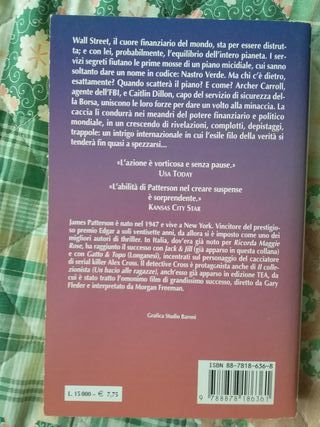 Wall Street, il cuore finanziario del mondo, sta per essere distrut-
ta; e con lei, probabilmente, l'equilibrio dell'intero pianeta. I ser-
vizi segreti fiutano le prime mosse di un piano micidiale, cui sanno
soltanto dare un nome in codice: Nastro Verde. Ma chi c'è dietro,
esattamente? Quando scatterà il piano? E come? Archer Carroll,
agente dell'FBI, e Caitlin Dillon, capo del servizio di sicurezza del-
la Borsa, uniscono le loro forze per dare un volto alla minaccia. La
caccia li condurrà nei meandri del potere finanziario e politico
mondiale, in un crescendo di rivelazioni, complotti, depistaggi,
trappole: un intrigo internazionale in cui l'esile filo della verità si
tenderà fin quasi a spezzarsi...
«L'azione è vorticosa e senza pause.»
USA TODAY
«L'abilità di Patterson nel creare suspense
è sorprendente.»
KANSAS CITY STAR
James Patterson è nato nel 1947 e vive a New York. Vincitore del prestigio-
so premio Edgar a soli ventisette anni, da allora si è imposto come uno dei
migliori autori di thriller. In Italia, dov'era già noto per Ricorda Maggie
Rose, ha raggiunto il successo con Jack & Jill (apparso in questa collana)
e con Gatto & Topo (Longanesi), incentrati sul personaggio del cacciatore
di serial killer Alex Cross. Il detective Cross è protagonista anche di Il colle-
zionista (Un bacio alle ragazze), anch'esso già apparso in edizione TEA, da
cui è stato tratto l'omonimo film di grandissimo successo, diretto da Gary
Fleder e interpretato da Morgan Freeman.
Grafica Studio Baroni
ISBN 88-7818-636-8
L. 15 000 - € 7,75
9 788878 186361